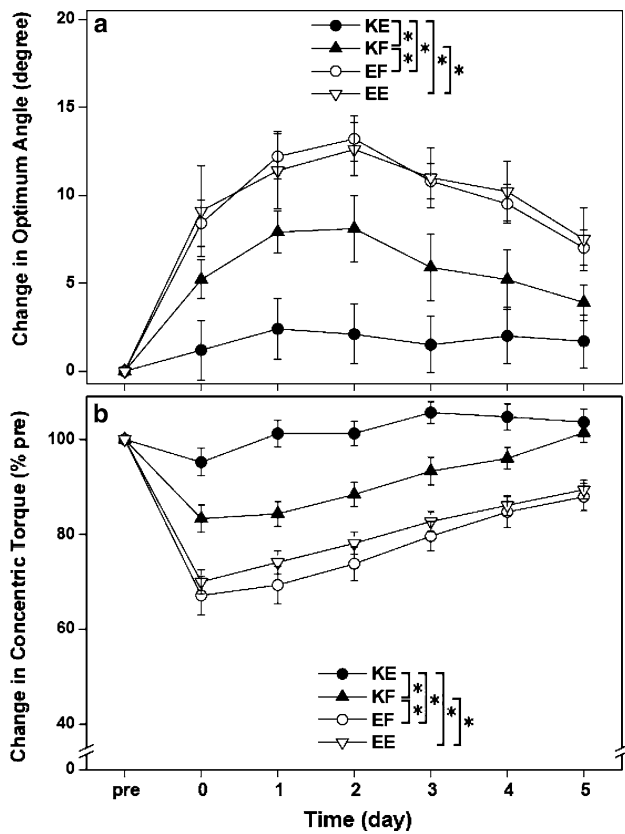 a
Change in Optimum Angle (degree)
20
15
10
5
0
KE *
KF * *
EF * *
EE *
b
Change in Concentric Torque (% pre)
100
80
60
40
0
KE *
KF * *
EF * *
EE *
pre 0 1 2 3 4 5
Time (day)